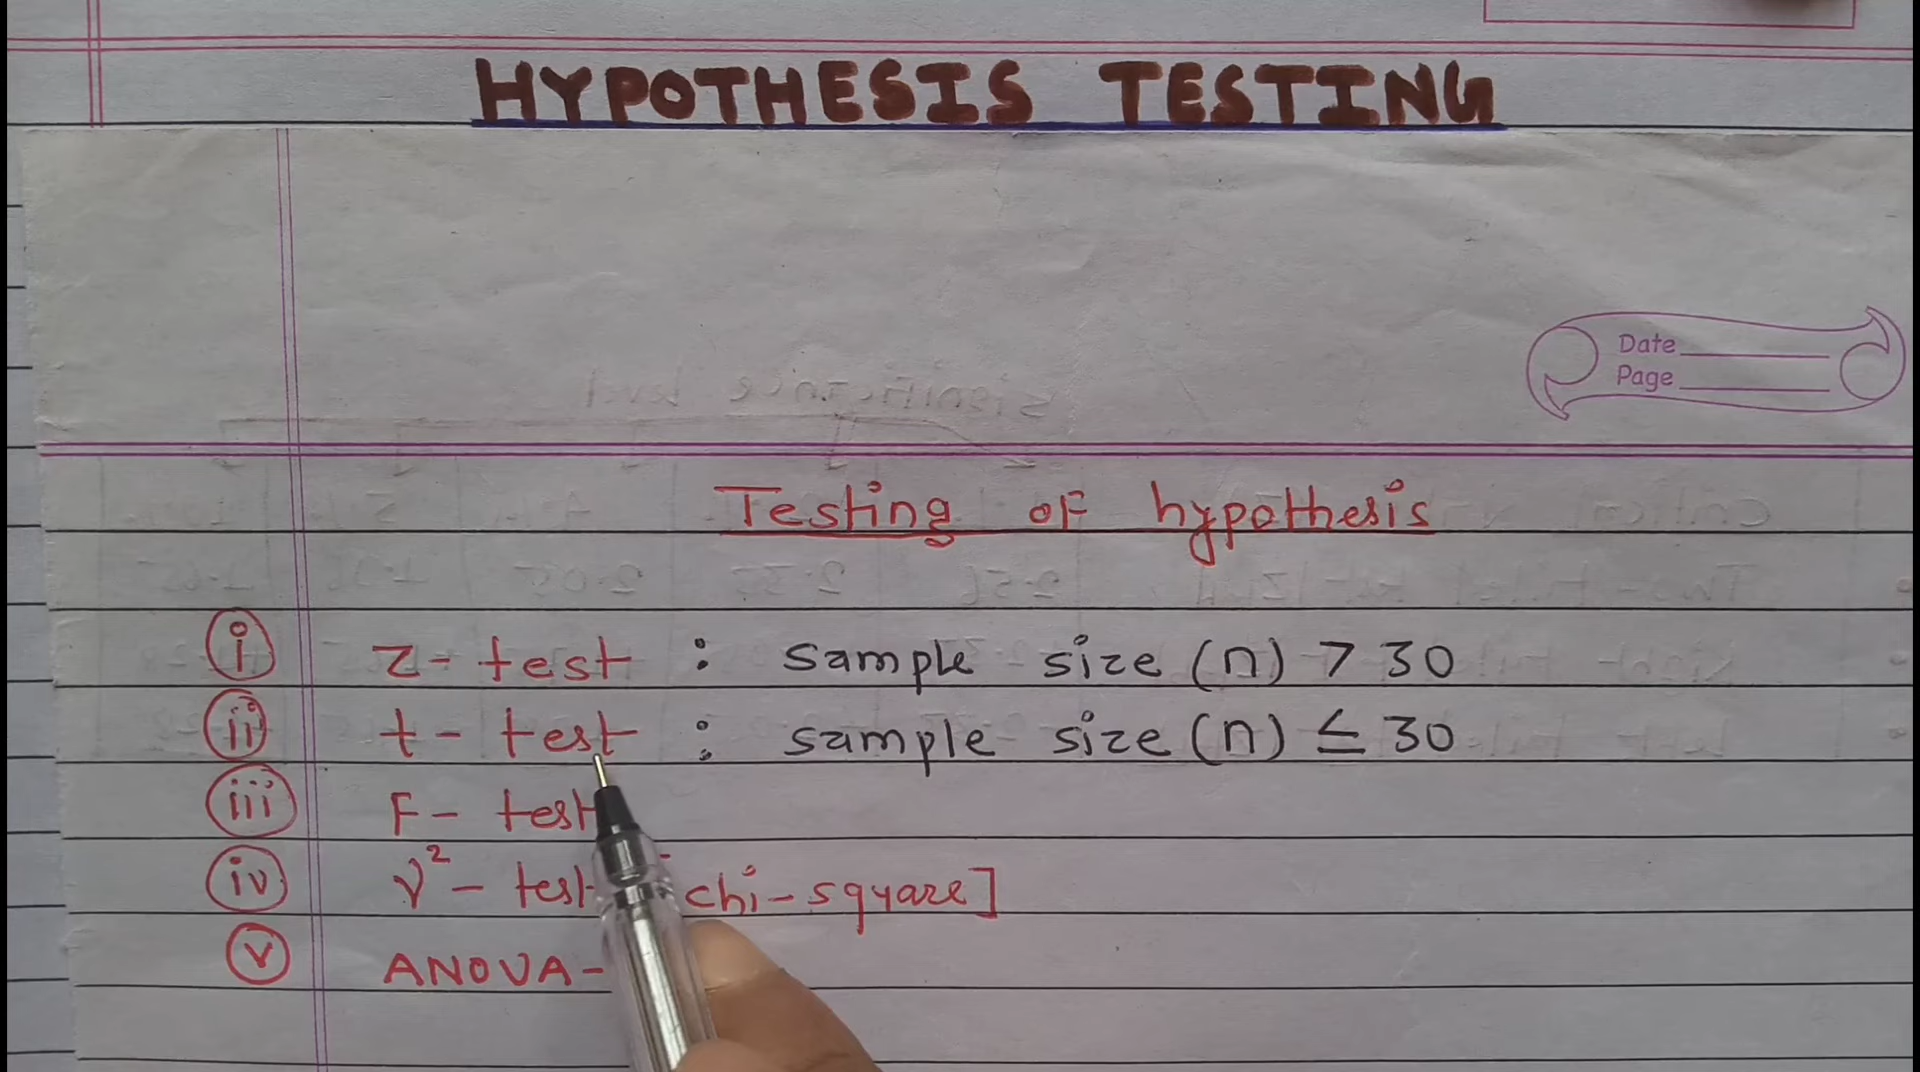 HYPOTHESIS TESTING
Date
Page
Testing of hypothesis
i z - test : sample size (n) > 30
ii t - test : sample size (n) ≤ 30
iii F - test
iv χ² - test chi-square]
v ANOVA -